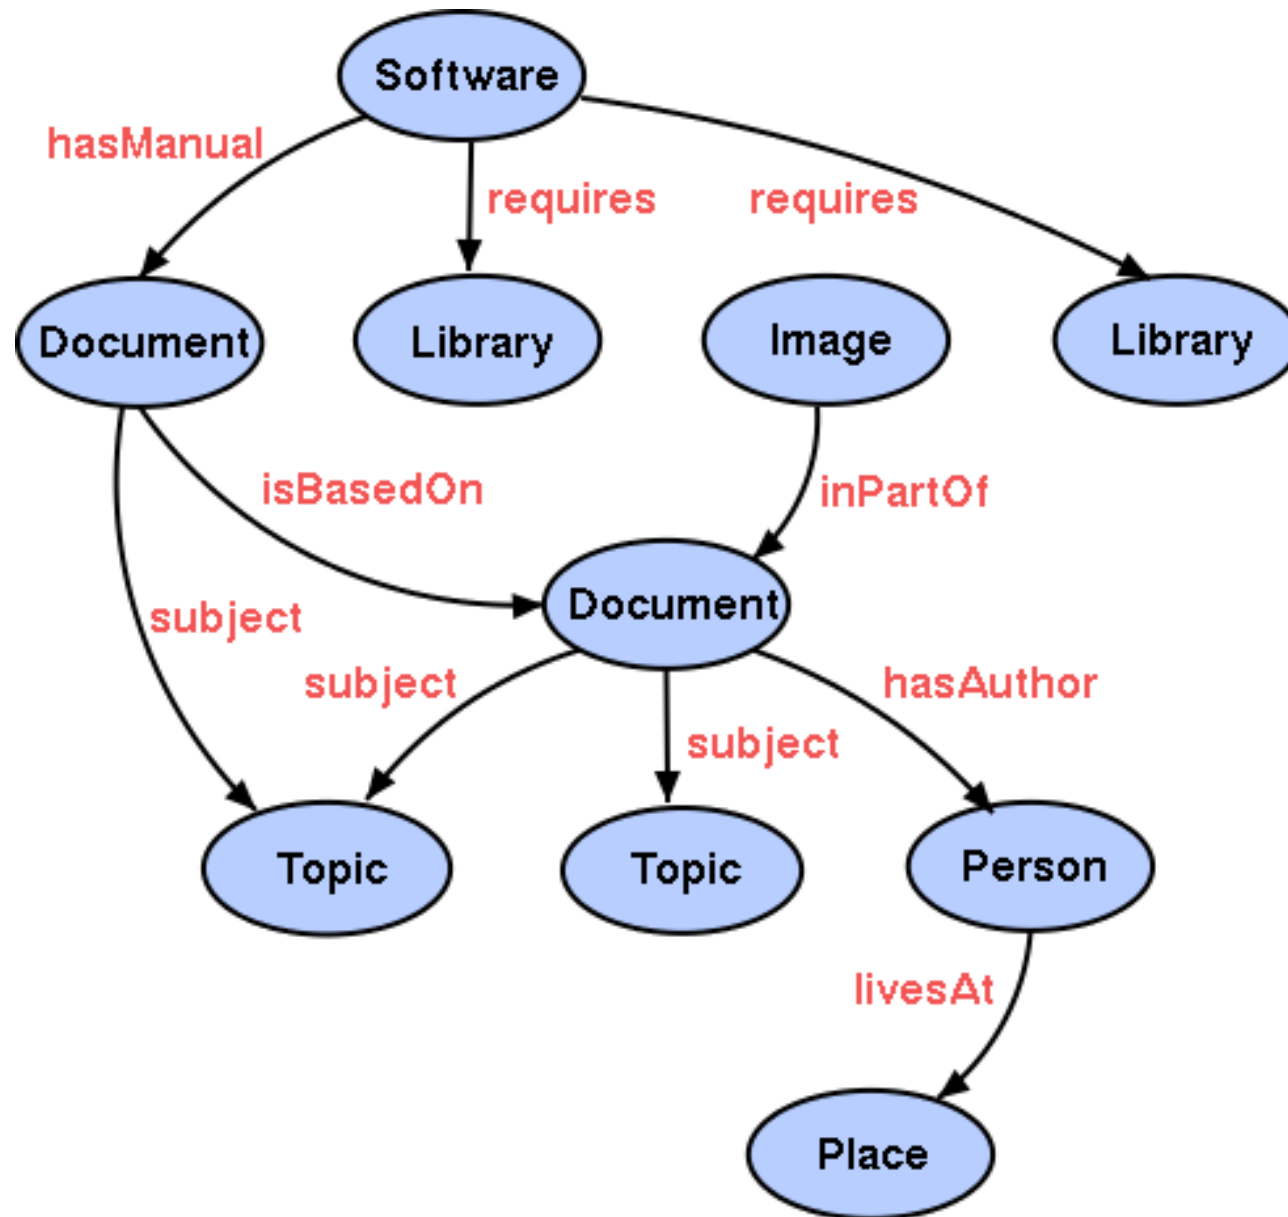 Software
hasManual
requires
requires
Document
Library
Image
Library
isBasedOn
inPartOf
Document
subject
subject
hasAuthor
subject
Topic
Topic
Person
livesAt
Place